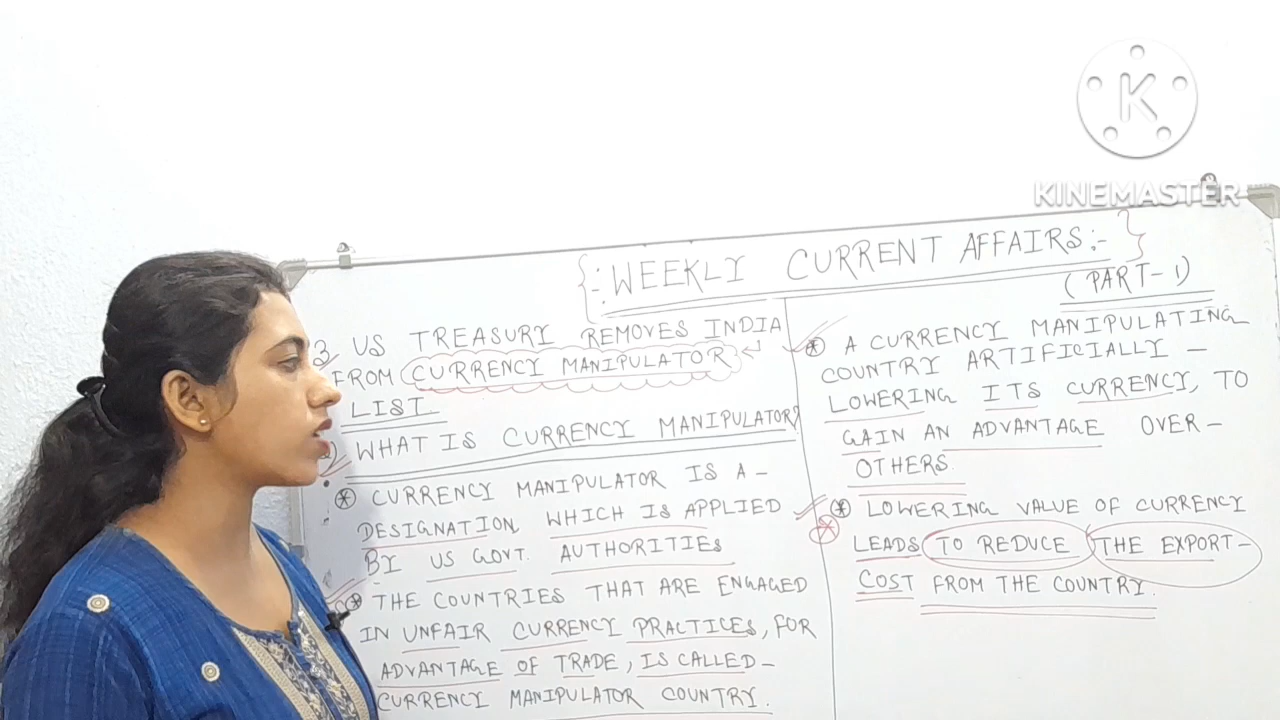 K
KINEMASTER
-: WEEKLY CURRENT AFFAIRS:-
(PART-1)
3 US TREASURY REMOVES INDIA
FROM CURRENCY MANIPULATOR
LIST.
WHAT IS CURRENCY MANIPULATOR?
* CURRENCY MANIPULATOR IS A -
DESIGNATION WHICH IS APPLIED
BY US GOVT. AUTHORITIES
* THE COUNTRIES THAT ARE ENGAGED
IN UNFAIR CURRENCY PRACTICES, FOR
ADVANTAGE OF TRADE, IS CALLED -
CURRENCY MANIPULATOR COUNTRY.
* A CURRENCY MANIPULATING
COUNTRY ARTIFICIALLY -
LOWERING ITS CURRENCY, TO
GAIN AN ADVANTAGE OVER -
OTHERS.
* LOWERING VALUE OF CURRENCY
LEADS TO REDUCE THE EXPORT -
COST FROM THE COUNTRY.